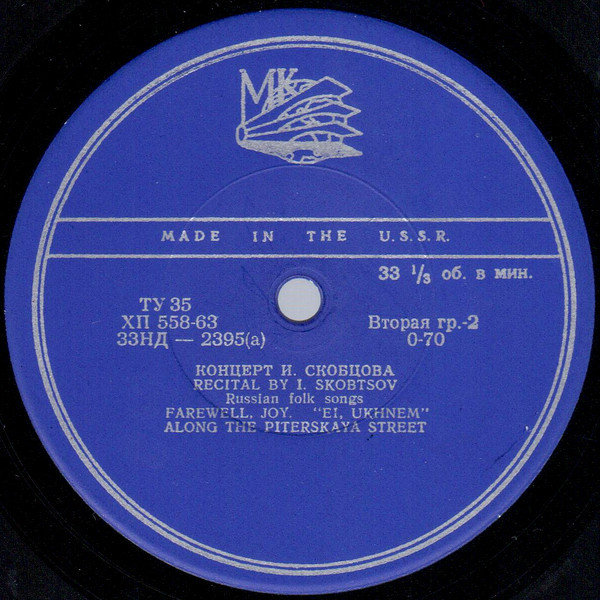 МК
MADE IN THE U.S.S.R.
33 1/3 об. в мин.
ТУ 35
ХП 558-63
33НД — 2395(а)
Вторая гр.-2
0-70
КОНЦЕРТ И. СКОБЦОВА
RECITAL BY I. SKOBTSOV
Russian folk songs
FAREWELL, JOY. "EI, UKHNEM"
ALONG THE PITERSKAYA STREET